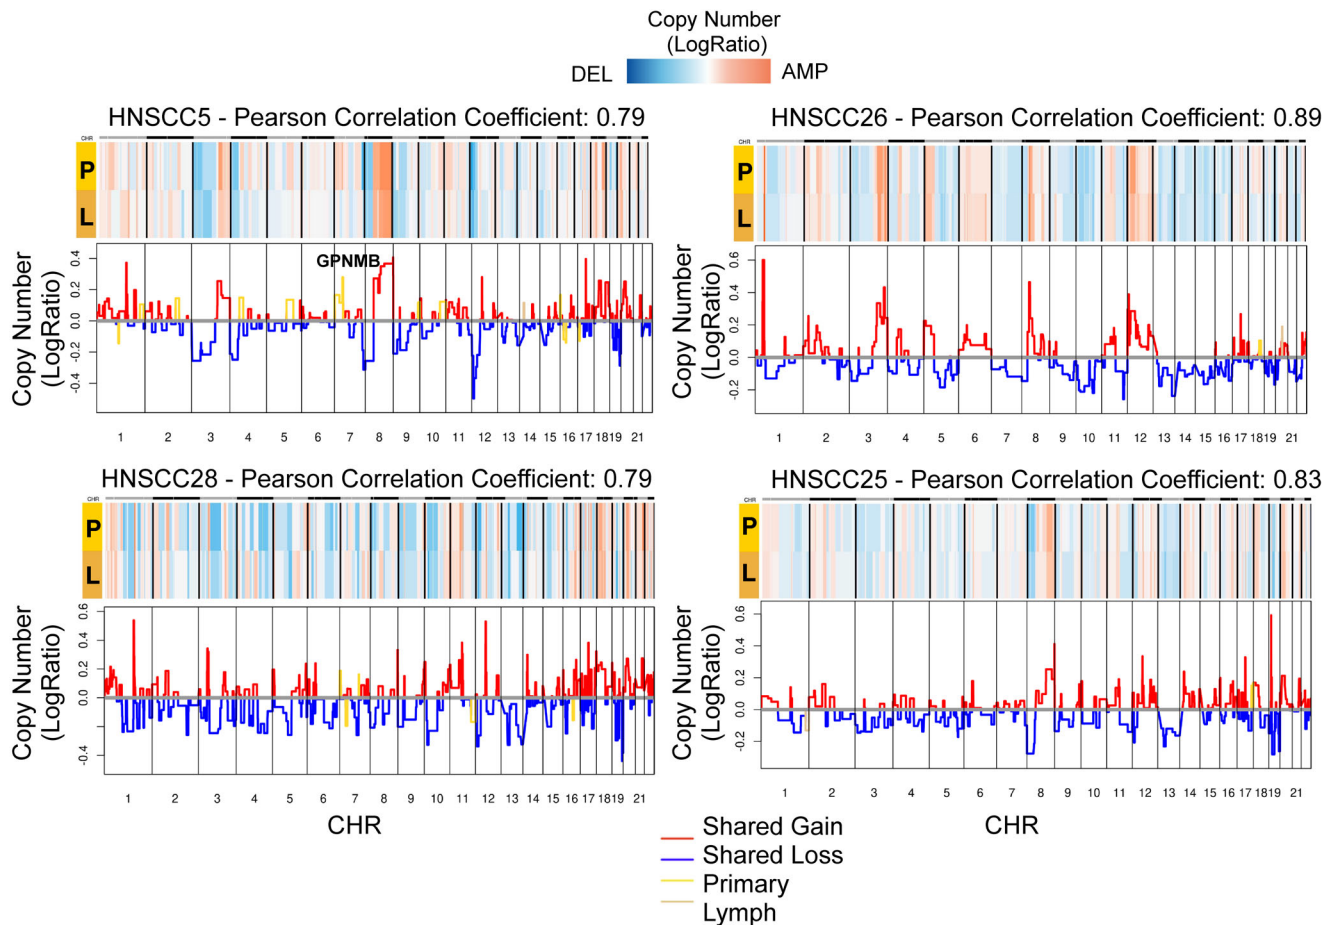 Copy Number
(LogRatio)
DEL
AMP
HNSCC5 - Pearson Correlation Coefficient: 0.79
CHR
P
L
Copy Number
(LogRatio)
0.4
0.2
0.0
-0.2
-0.4
GPNMB
1 2 3 4 5 6 7 8 9 10 11 12 13 14 15 16 17 18 19 21
HNSCC26 - Pearson Correlation Coefficient: 0.89
CHR
P
L
Copy Number
(LogRatio)
0.6
0.4
0.2
0.0
-0.2
1 2 3 4 5 6 7 8 9 10 11 12 13 14 15 16 17 18 19 21
HNSCC28 - Pearson Correlation Coefficient: 0.79
CHR
P
L
Copy Number
(LogRatio)
0.6
0.4
0.2
0.0
-0.4
1 2 3 4 5 6 7 8 9 10 11 12 13 14 15 16 17 18 19 21
CHR
HNSCC25 - Pearson Correlation Coefficient: 0.83
CHR
P
L
Copy Number
(LogRatio)
0.6
0.4
0.2
0.0
-0.2
1 2 3 4 5 6 7 8 9 10 11 12 13 14 15 16 17 18 19 21
CHR
Shared Gain
Shared Loss
Primary
Lymph